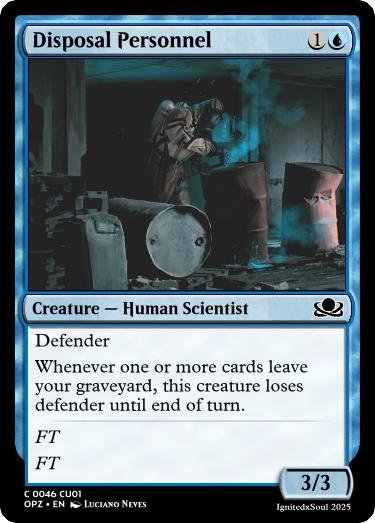 Disposal Personnel 1
Creature — Human Scientist
Defender
Whenever one or more cards leave
your graveyard, this creature loses
defender until end of turn.
FT
FT
3/3
C 0046 CU01
OPZ • EN Luciano Neves
IgnitedxSoul 2025